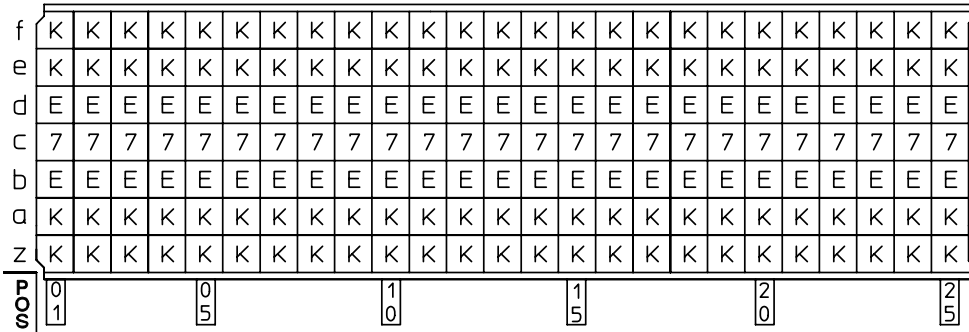 f K K K K K K K K K K K K K K K K K K K K K K K K K
e K K K K K K K K K K K K K K K K K K K K K K K K K
d E E E E E E E E E E E E E E E E E E E E E E E E E
c 7 7 7 7 7 7 7 7 7 7 7 7 7 7 7 7 7 7 7 7 7 7 7 7 7
b E E E E E E E E E E E E E E E E E E E E E E E E E
a K K K K K K K K K K K K K K K K K K K K K K K K K
z K K K K K K K K K K K K K K K K K K K K K K K K K
POS 01 05 10 15 20 25